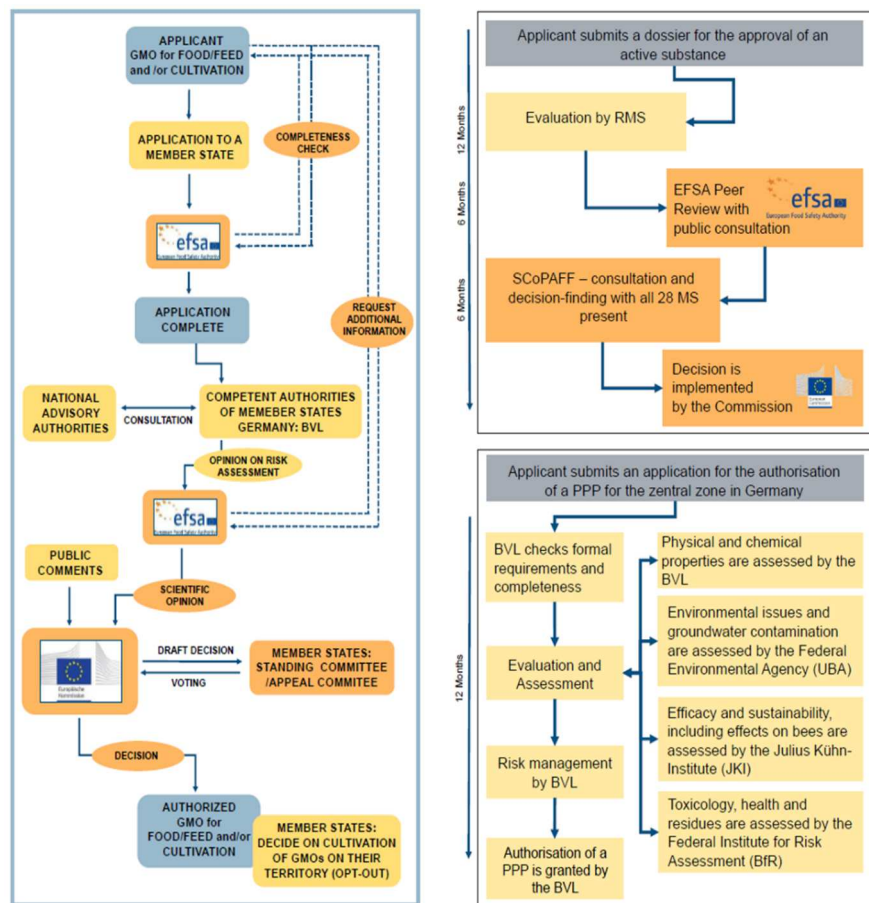 APPLICANT
GMO for FOOD/FEED
and /or CULTIVATION
COMPLETENESS
CHECK
APPLICATION TO A
MEMBER STATE
efsa
European Food Safety Authority
APPLICATION
COMPLETE
REQUEST
ADDITIONAL
INFORMATION
NATIONAL
ADVISORY
AUTHORITIES
CONSULTATION
COMPETENT AUTHORITIES
OF MEMEBER STATES
GERMANY: BVL
OPINION ON RISK
ASSESSMENT
efsa
European Food Safety Authority
PUBLIC
COMMENTS
SCIENTIFIC
OPINION
Europäische
Kommission
DRAFT DECISION
VOTING
MEMBER STATES:
STANDING COMMITTEE
/APPEAL COMMITEE
DECISION
AUTHORIZED
GMO for
FOOD/FEED and/or
CULTIVATION
MEMBER STATES:
DECIDE ON CULTIVATION
OF GMOs ON THEIR
TERRITORY (OPT-OUT)
Applicant submits a dossier for the approval of an
active substance
12 Months
Evaluation by RMS
6 Months
EFSA Peer
Review with
public consultation
efsa
European Food Safety Authority
6 Months
SCoPAFF – consultation and
decision-finding with all 28 MS
present
Decision is
implemented
by the Commission
Applicant submits an application for the authorisation
of a PPP for the zentral zone in Germany
12 Months
BVL checks formal
requirements and
completeness
Evaluation and
Assessment
Risk management
by BVL
Authorisation of a
PPP is granted by
the BVL
Physical and chemical
properties are assessed by the
BVL
Environmental issues and
groundwater contamination
are assessed by the Federal
Environmental Agency (UBA)
Efficacy and sustainability,
including effects on bees are
assessed by the Julius Kühn-
Institute (JKI)
Toxicology, health and
residues are assessed by the
Federal Institute for Risk
Assessment (BfR)